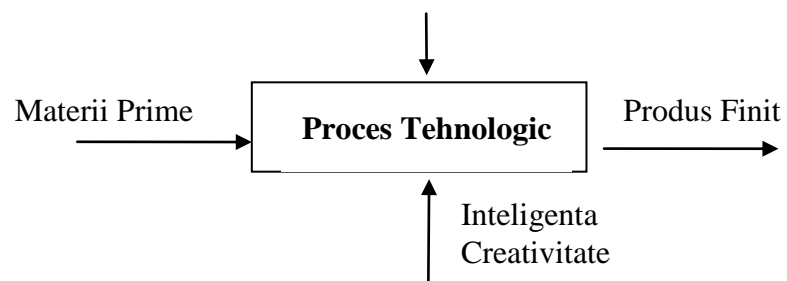 Materii Prime
Proces Tehnologic
Produs Finit
Inteligenta
Creativitate